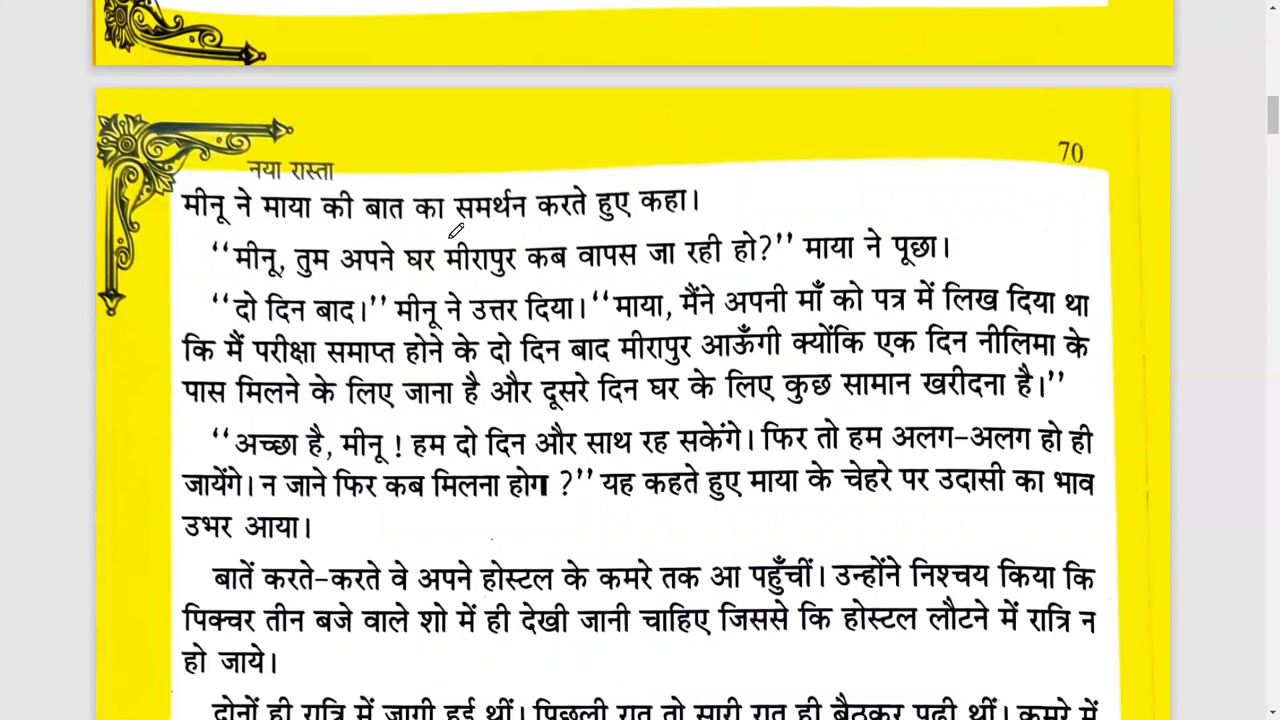 70
नया रास्ता
मीनू ने माया की बात का समर्थन करते हुए कहा।
‘‘मीनू, तुम अपने घर मीरापुर कब वापस जा रही हो?’’ माया ने पूछा।
‘‘दो दिन बाद।’’ मीनू ने उत्तर दिया। ‘‘माया, मैंने अपनी माँ को पत्र में लिख दिया था
कि मैं परीक्षा समाप्त होने के दो दिन बाद मीरापुर आऊँगी क्योंकि एक दिन नीलिमा के
पास मिलने के लिए जाना है और दूसरे दिन घर के लिए कुछ सामान खरीदना है।’’
‘‘अच्छा है, मीनू ! हम दो दिन और साथ रह सकेंगे। फिर तो हम अलग-अलग हो ही
जायेंगे। न जाने फिर कब मिलना होगा ?’’ यह कहते हुए माया के चेहरे पर उदासी का भाव
उभर आया।
बातें करते-करते वे अपने होस्टल के कमरे तक आ पहुँचीं। उन्होंने निश्चय किया कि
पिक्चर तीन बजे वाले शो में ही देखी जानी चाहिए जिससे कि होस्टल लौटने में रात्रि न
हो जाये।
दोनों ही रात्रि में जागी हुई थीं। पिछली रात तो सारी रात ही बैठकर पढ़ी थीं। कमरे में